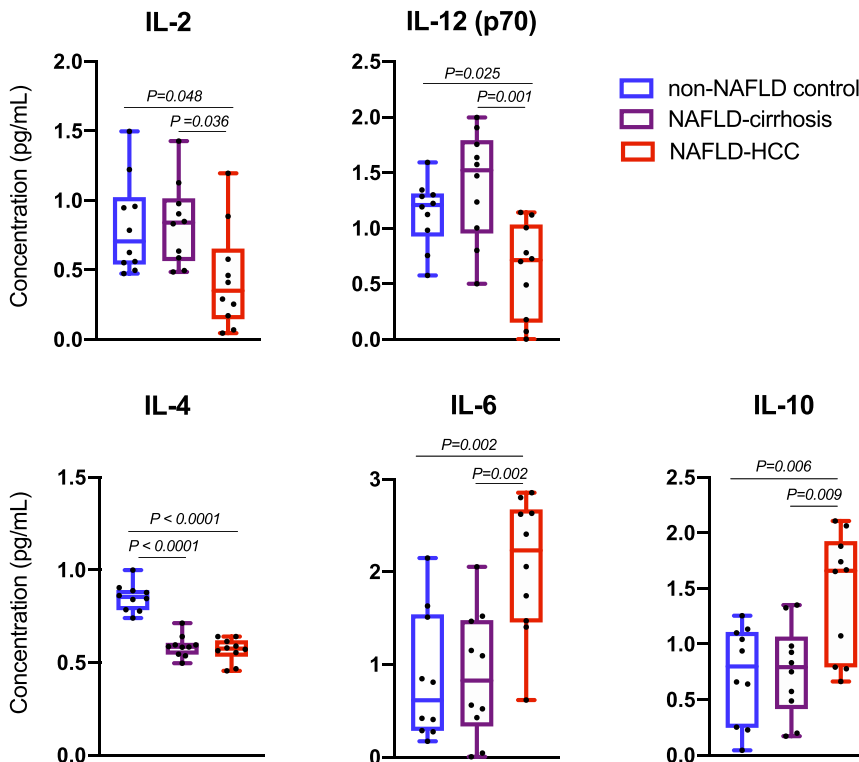 IL-2
IL-12 (p70)
Concentration (pg/mL)
2.0
1.5
1.0
0.5
0.0
P=0.048
P =0.036
2.5
2.0
1.5
1.0
0.5
0.0
P=0.025
P=0.001
non-NAFLD control
NAFLD-cirrhosis
NAFLD-HCC
IL-4
IL-6
IL-10
Concentration (pg/mL)
1.5
1.0
0.5
0.0
P < 0.0001
P < 0.0001
3
2
1
0
P=0.002
P=0.002
2.5
2.0
1.5
1.0
0.5
0.0
P=0.006
P=0.009